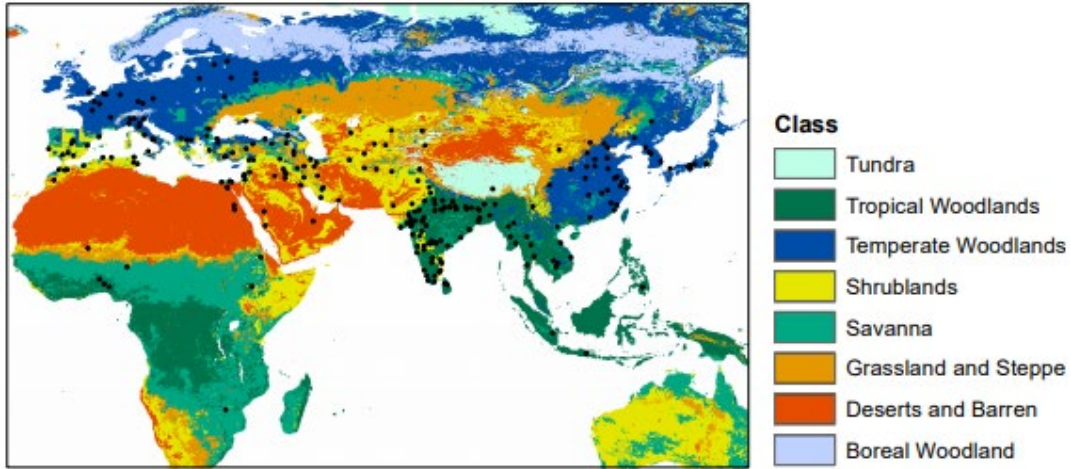 Class
Tundra
Tropical Woodlands
Temperate Woodlands
Shrublands
Savanna
Grassland and Steppe
Deserts and Barren
Boreal Woodland